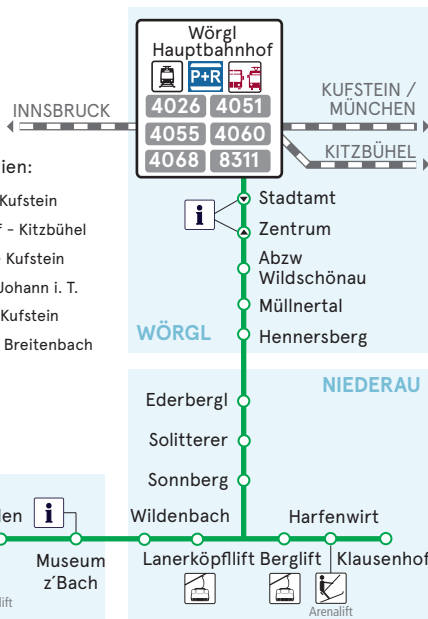 Wörgl
Hauptbahnhof
P+R
4026 4051
4055 4060
4068 8311
INNSBRUCK
KUFSTEIN /
MÜNCHEN
KITZBÜHEL
ien:
Kufstein
f - Kitzbühel
Kufstein
Johann i. T.
Kufstein
Breitenbach
i
Stadtamt
Zentrum
Abzw
Wildschönau
Müllnertal
Hennersberg
WÖRGL
NIEDERAU
Ederbergl
Solitterer
Sonnberg
len
i
Wildenbach
Harfenwirt
Museum
z´Bach
Lanerköpfllift
Berglift
Klausenhof
lift
Arenalift